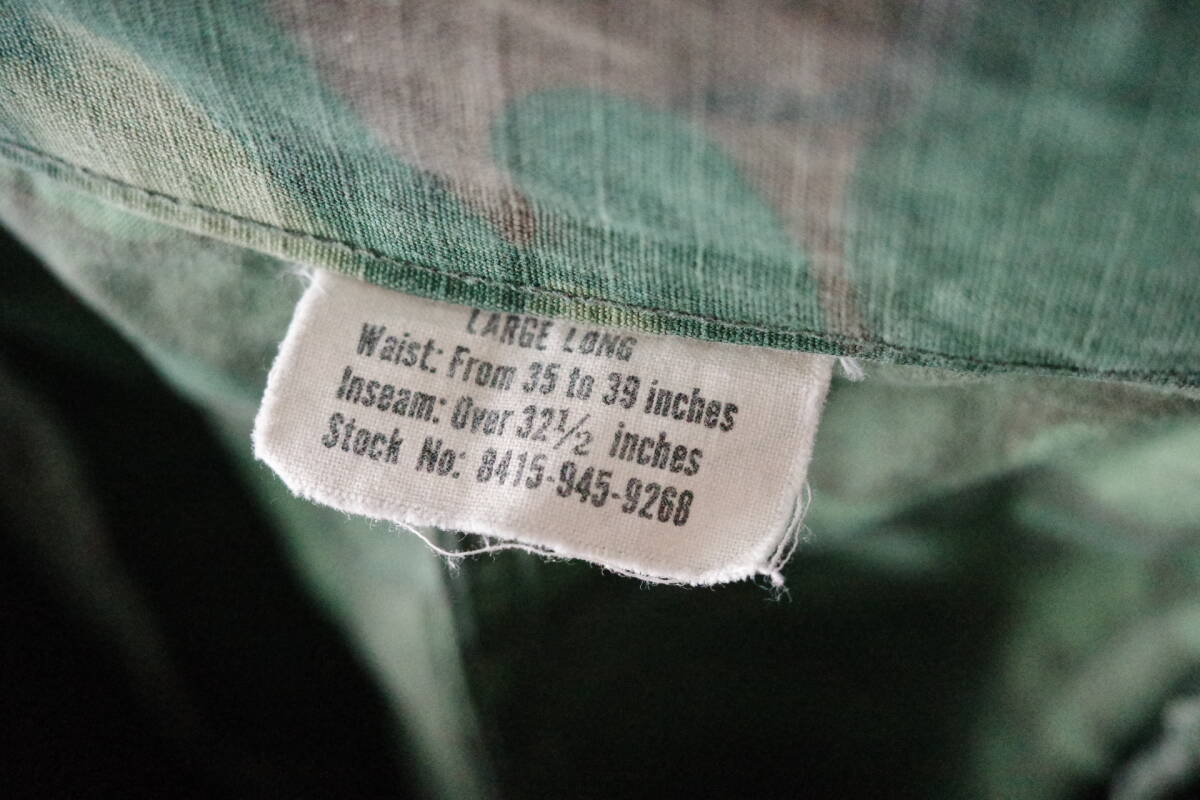 LARGE LONG
Waist: From 35 to 39 inches
Inseam: Over 32½ inches
Stock No: 8415-945-9268